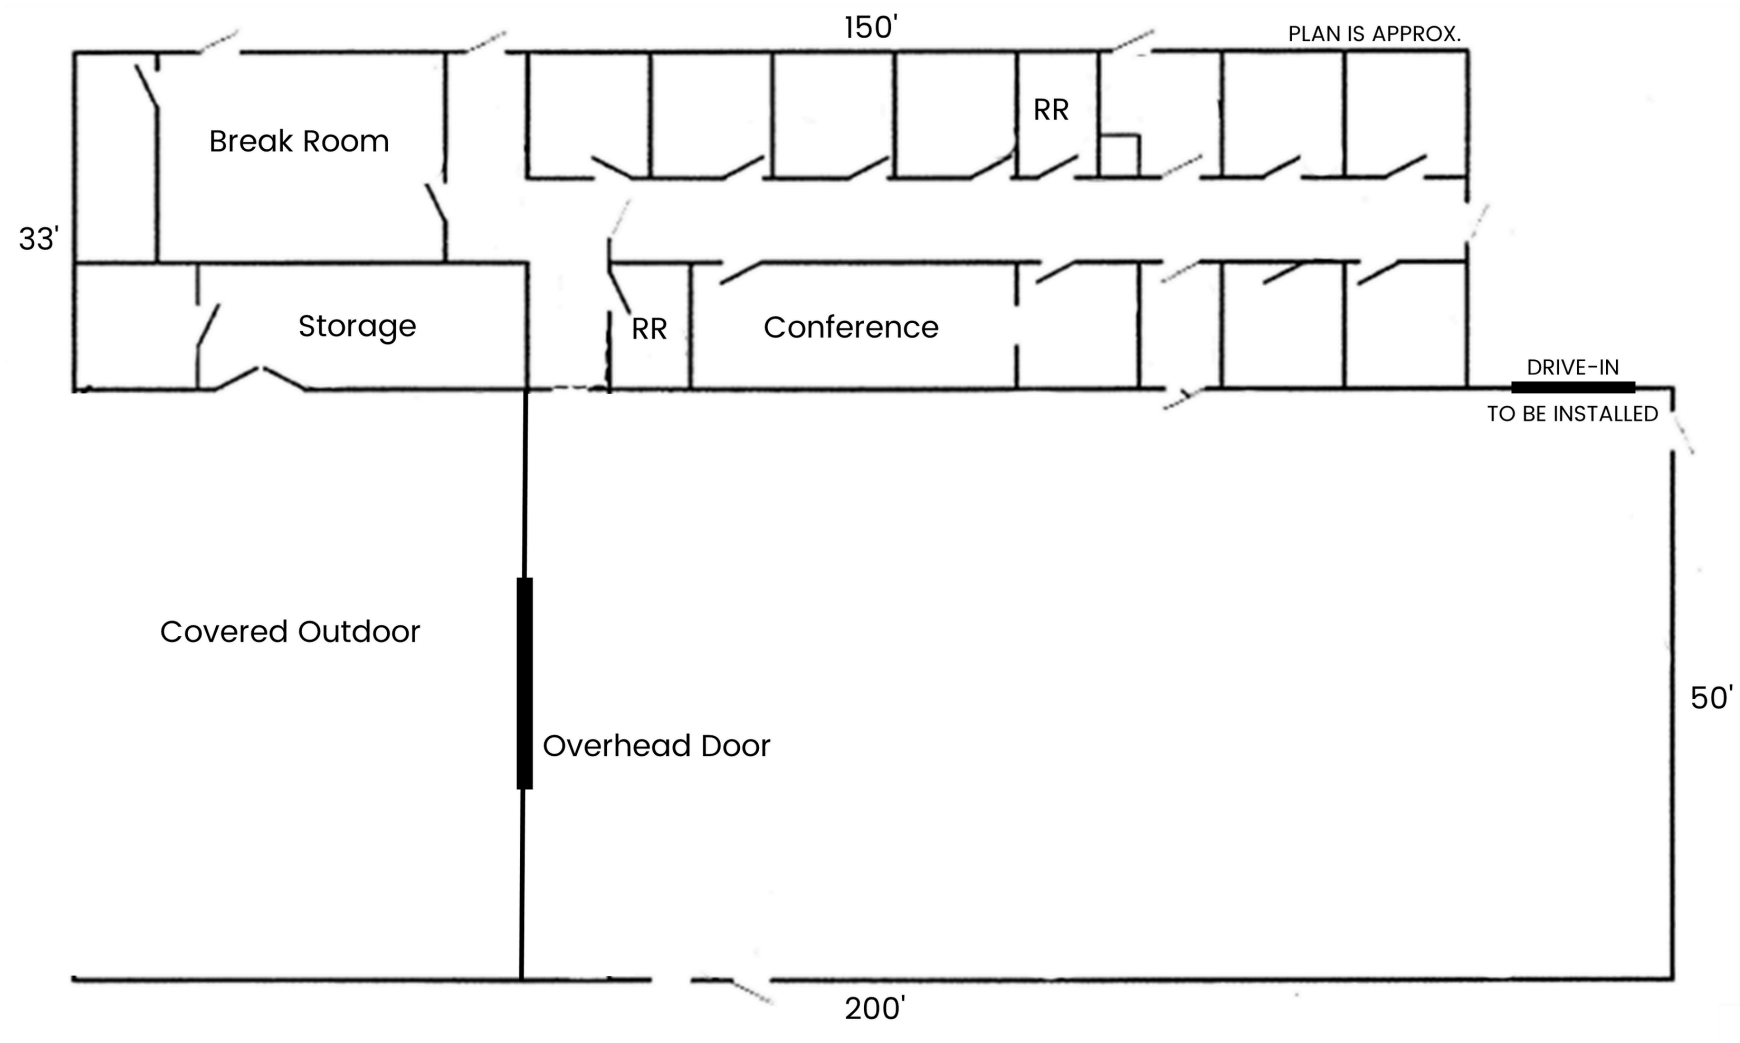 150'
PLAN IS APPROX.
RR
Break Room
33'
Storage
RR
Conference
DRIVE-IN
TO BE INSTALLED
Covered Outdoor
50'
Overhead Door
200'